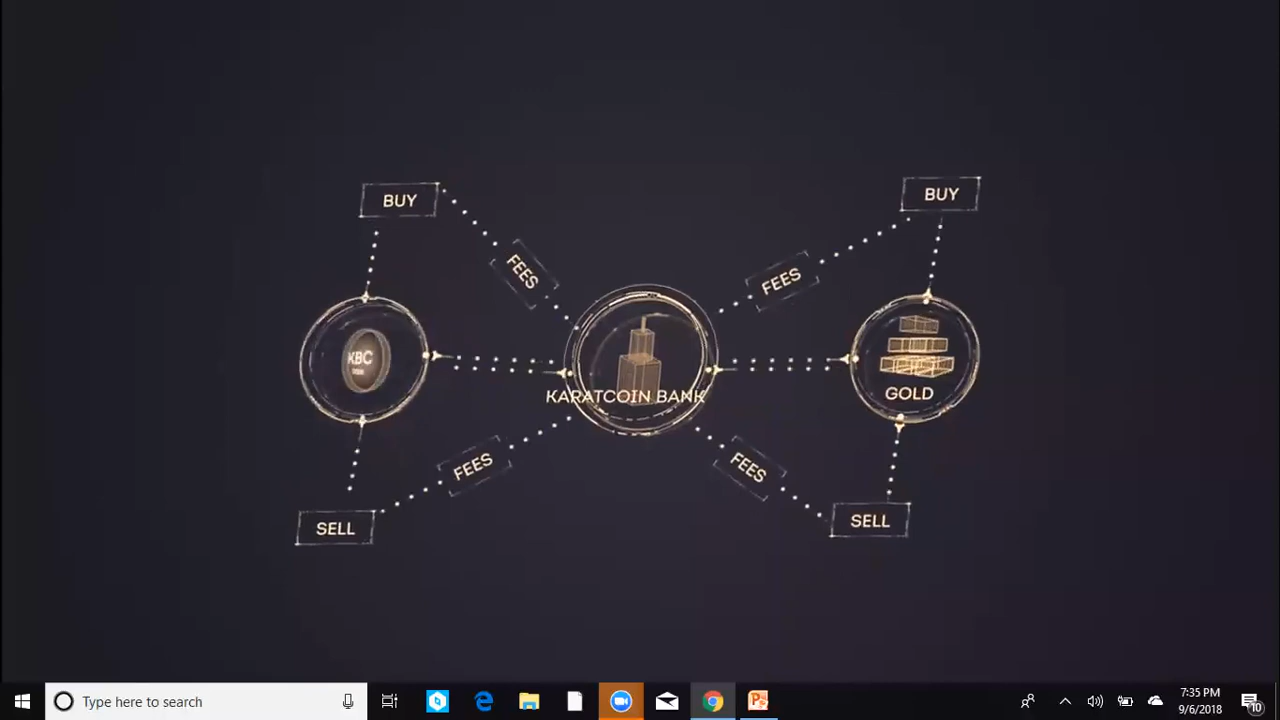 BUY
BUY
FEES
FEES
KBC
KARATCOIN BANK
GOLD
FEES
FEES
SELL
SELL
Type here to search
7:35 PM
9/6/2018
10